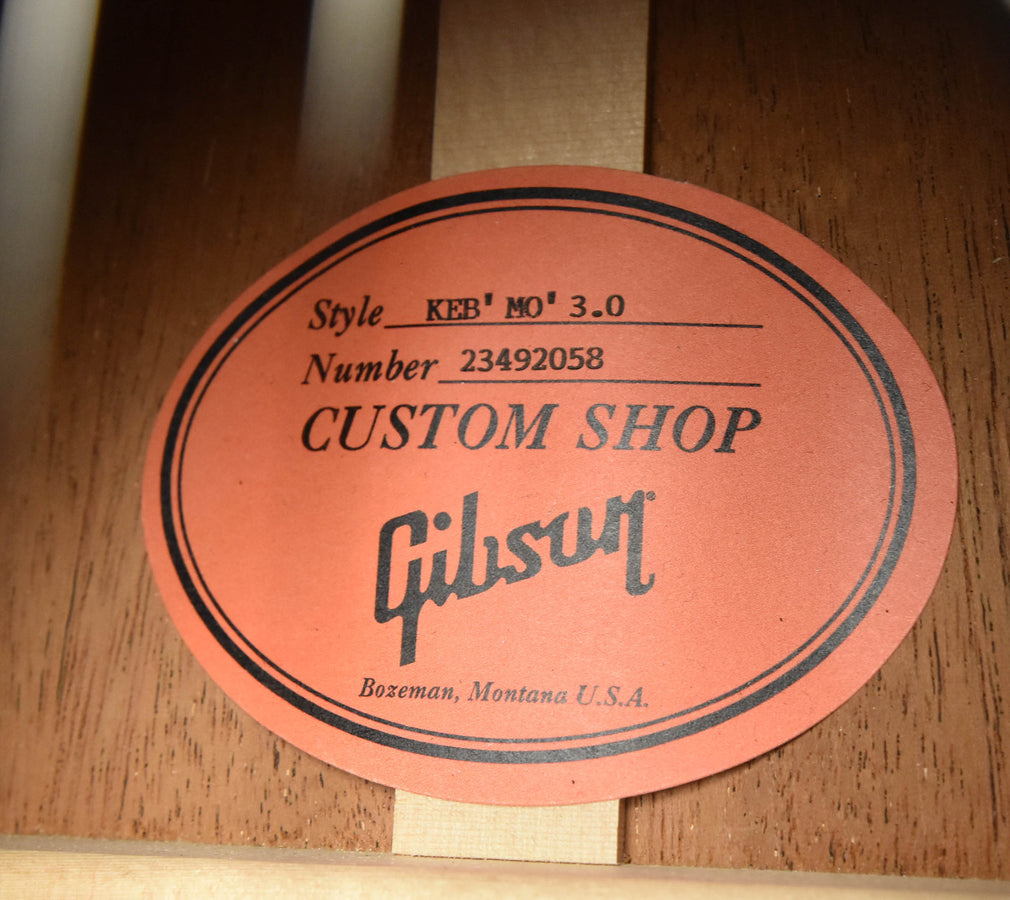 Style KEB' MO' 3.0
Number 23492058
CUSTOM SHOP
Gibson
Bozeman, Montana U.S.A.